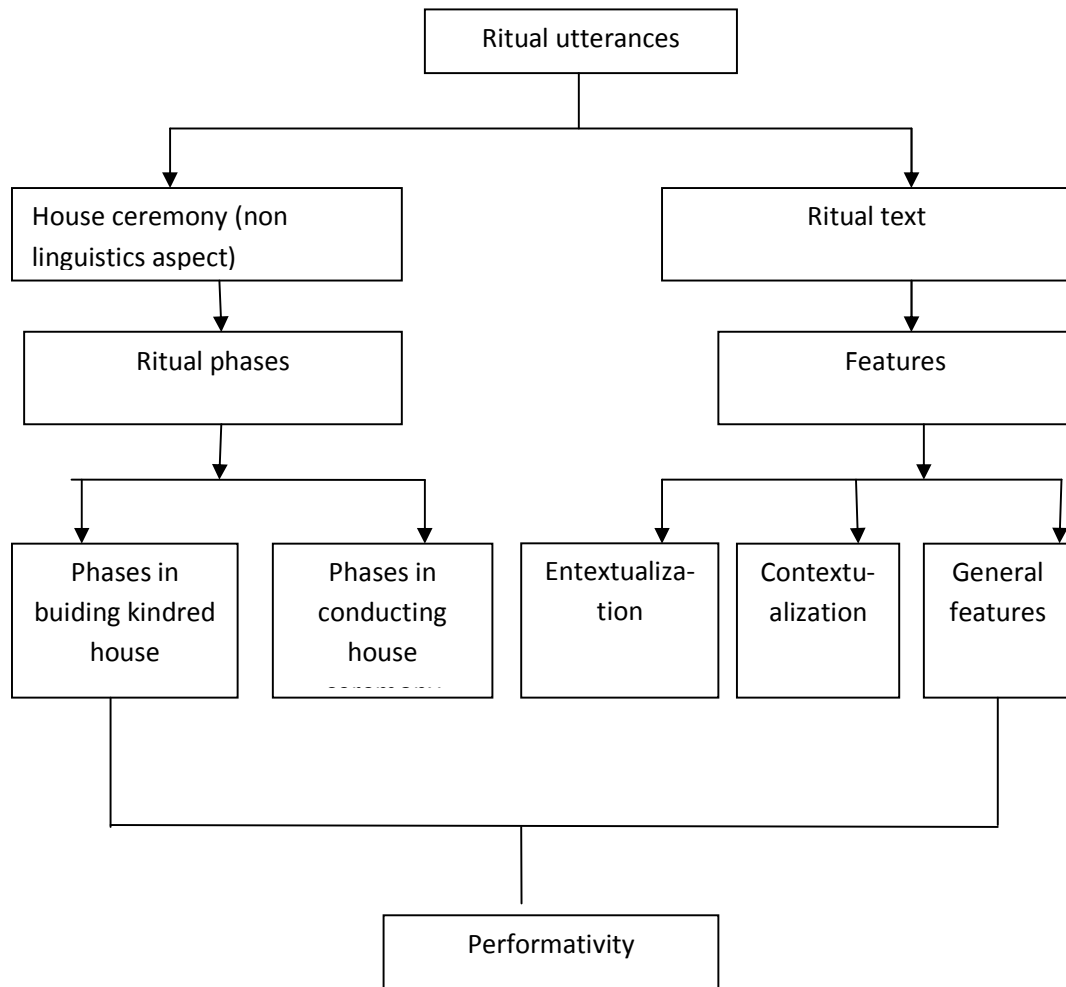 Ritual utterances
House ceremony (non
linguistics aspect)
Ritual text
Ritual phases
Features
Phases in
buiding kindred
house
Phases in
conducting
house
Entextualiza-
tion
Contextu-
alization
General
features
Performativity